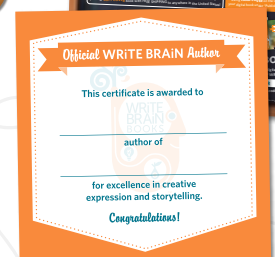 Official WRiTE BRAiN Author
This certificate is awarded to
WRiTE
BRAiN
BOOKS
author of
for excellence in creative
expression and storytelling.
Congratulations!